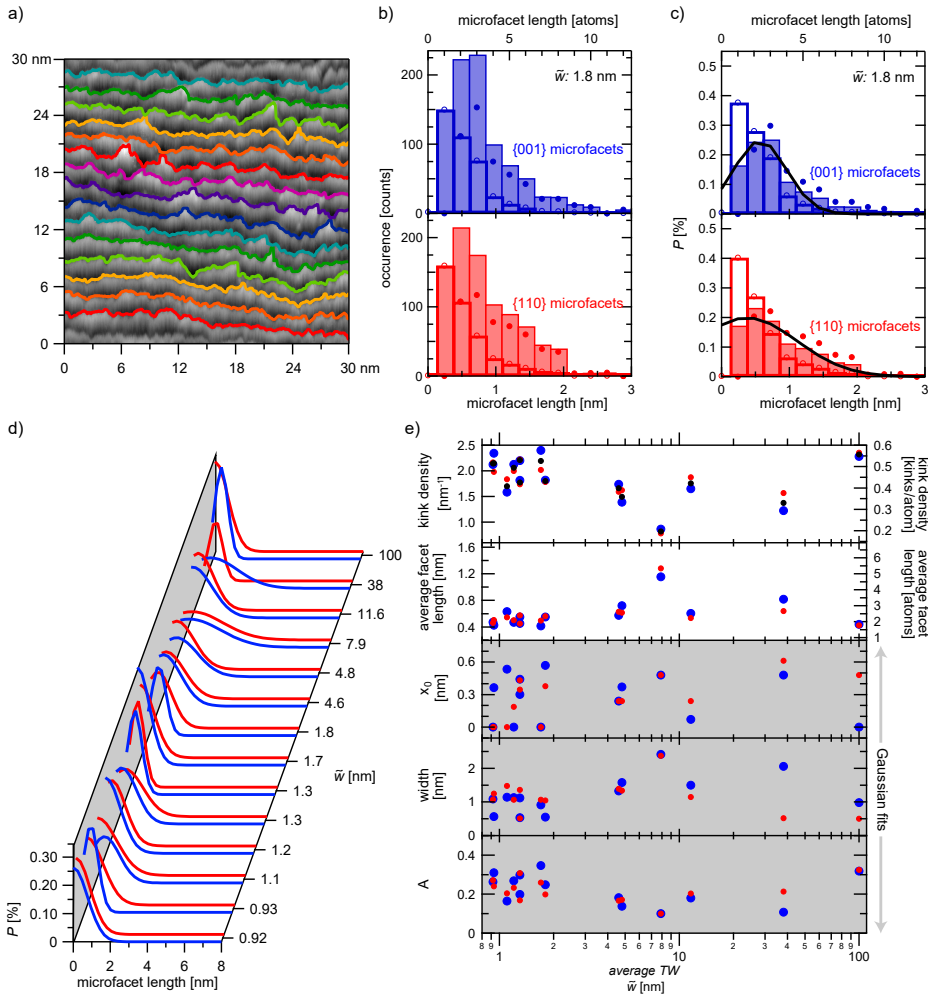 a)
30 nm
24
18
12
6
0
0
6
12
18
24
30 nm
b)
microfacet length [atoms]
0
5
10
w̄: 1.8 nm
200
100
0
{001} microfacets
occurence [counts]
200
100
0
{110} microfacets
0
1
2
3
microfacet length [nm]
c)
microfacet length [atoms]
0
5
10
w̄: 1.8 nm
0.4
0.3
0.2
0.1
0
{001} microfacets
P [%]
0.4
0.3
0.2
0.1
0
{110} microfacets
0
1
2
3
microfacet length [nm]
d)
100
38
11.6
7.9
4.8
4.6
1.8
1.7
w̄ [nm]
1.3
1.3
1.2
1.1
0.93
0.92
0.30
0.20
0.10
0
P [%]
0
2
4
6
8
microfacet length [nm]
e)
kink density
[nm⁻¹]
2.5
2.0
1.5
1.0
0.6
0.5
0.4
0.3
0.2
kink density
[kinks/atom]
average facet
length [nm]
1.6
1.2
0.8
0.4
6
5
4
3
2
1
average facet
length [atoms]
x₀
[nm]
0.6
0.3
0
width
[nm]
2
1
0
A
0.4
0.2
0
Gaussian fits
8 9 2 3 4 5 6 7 8 9 2 3 4 5 6 7 8 9
1 10 100
average TW
w̄ [nm]